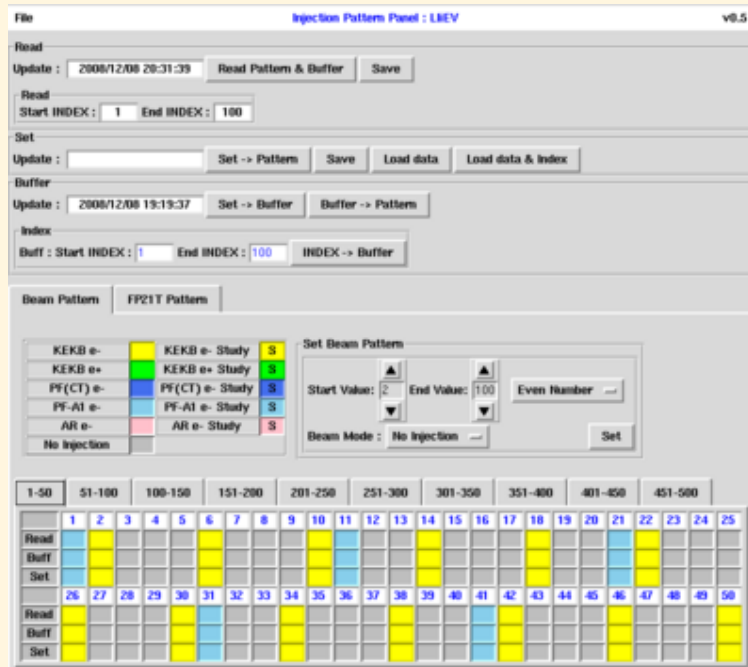 File Injection Pattern Panel : LIIEV v0.5
Read
Update : 2008/12/08 20:31:39 Read Pattern & Buffer Save
Read
Start INDEX : 1 End INDEX : 100
Set
Update : Set -> Pattern Save Load data Load data & Index
Buffer
Update : 2008/12/08 19:19:37 Set -> Buffer Buffer -> Pattern
Index
Buff : Start INDEX : 1 End INDEX : 100 INDEX -> Buffer
Beam Pattern FP21T Pattern
KEKB e- KEKB e- Study S Set Beam Pattern
KEKB e+ KEKB e+ Study S
PF(CT) e- PF(CT) e- Study S Start Value: 2 End Value: 100 Even Number
PF-A1 e- PF-A1 e- Study S
AR e- AR e- Study S Beam Mode : No Injection Set
No Injection
1-50 51-100 100-150 151-200 201-250 251-300 301-350 351-400 401-450 451-500
1 2 3 4 5 6 7 8 9 10 11 12 13 14 15 16 17 18 19 20 21 22 23 24 25
Read
Buff
Set
26 27 28 29 30 31 32 33 34 35 36 37 38 39 40 41 42 43 44 45 46 47 48 49 50
Read
Buff
Set